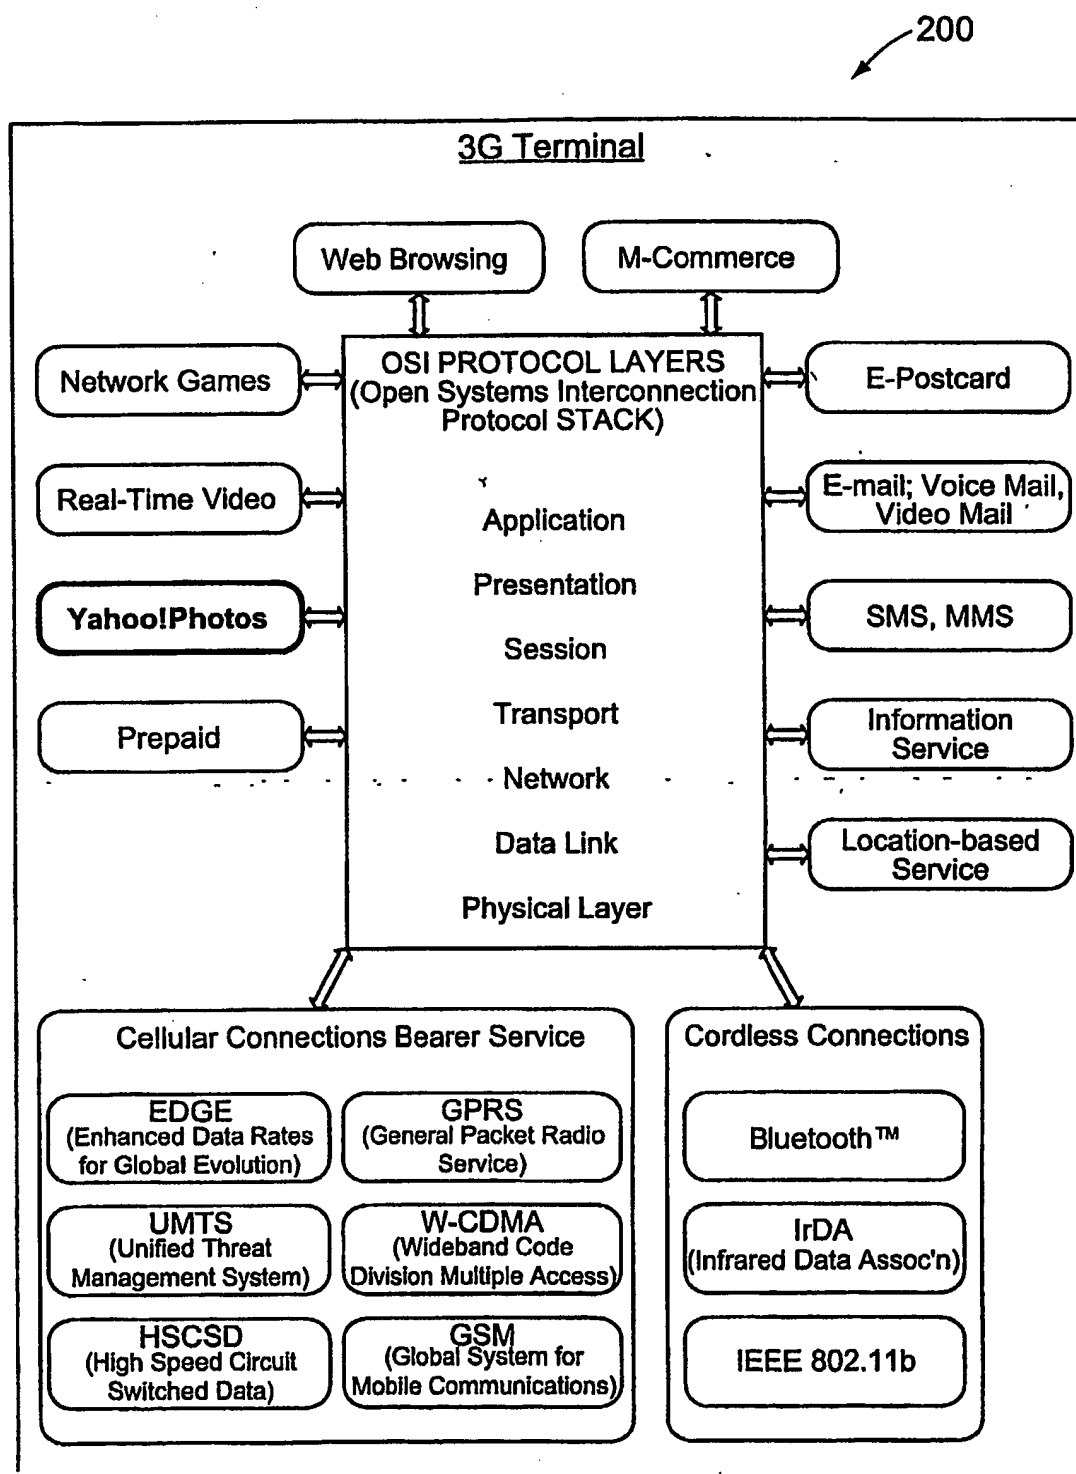 200
3G Terminal
Web Browsing
M-Commerce
OSI PROTOCOL LAYERS
(Open Systems Interconnection
Protocol STACK)
Application
Presentation
Session
Transport
Network
Data Link
Physical Layer
Network Games
Real-Time Video
Yahoo!Photos
Prepaid
E-Postcard
E-mail; Voice Mail,
Video Mail
SMS, MMS
Information
Service
Location-based
Service
Cellular Connections Bearer Service
EDGE
(Enhanced Data Rates
for Global Evolution)
GPRS
(General Packet Radio
Service)
UMTS
(Unified Threat
Management System)
W-CDMA
(Wideband Code
Division Multiple Access)
HSCSD
(High Speed Circuit
Switched Data)
GSM
(Global System for
Mobile Communications)
Cordless Connections
Bluetooth™
IrDA
(Infrared Data Assoc'n)
IEEE 802.11b